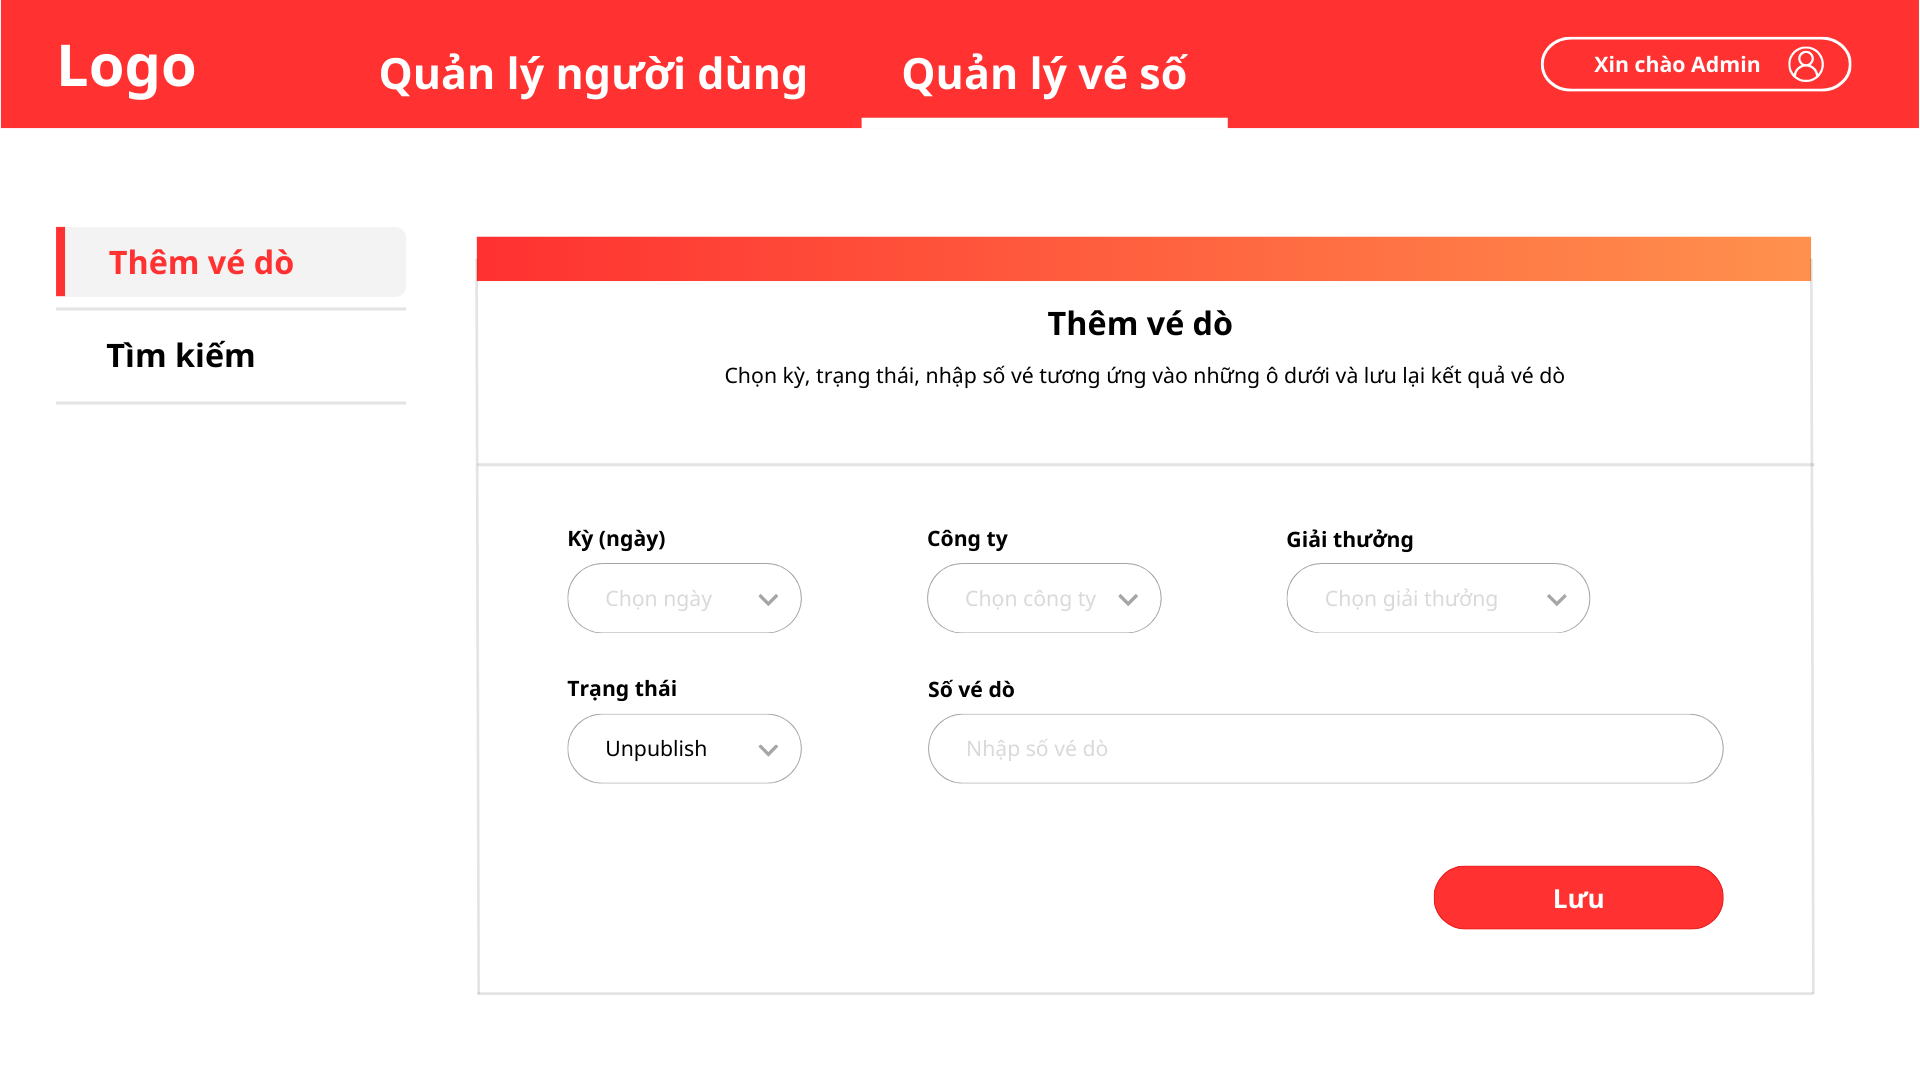 Logo
Quản lý người dùng
Quản lý vé số
Xin chào Admin
Thêm vé dò
Tìm kiếm
Thêm vé dò
Chọn kỳ, trạng thái, nhập số vé tương ứng vào những ô dưới và lưu lại kết quả vé dò
Kỳ (ngày)
Công ty
Giải thưởng
Chọn ngày
Chọn công ty
Chọn giải thưởng
Trạng thái
Số vé dò
Unpublish
Nhập số vé dò
Lưu